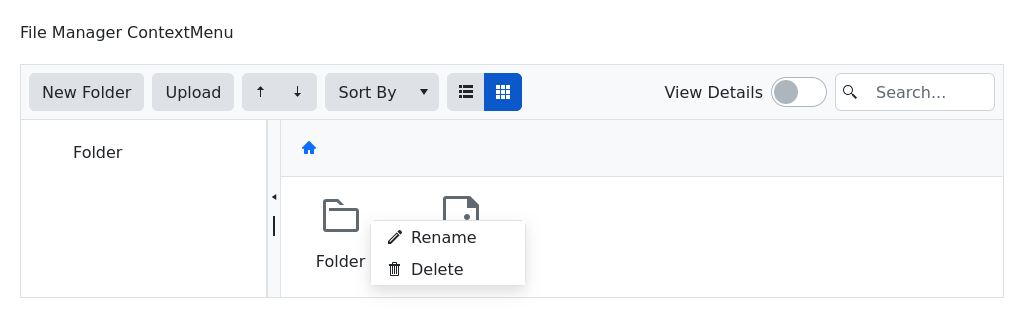 File Manager ContextMenu
New Folder Upload Sort By View Details Search...
Folder
Folder
Rename
Delete